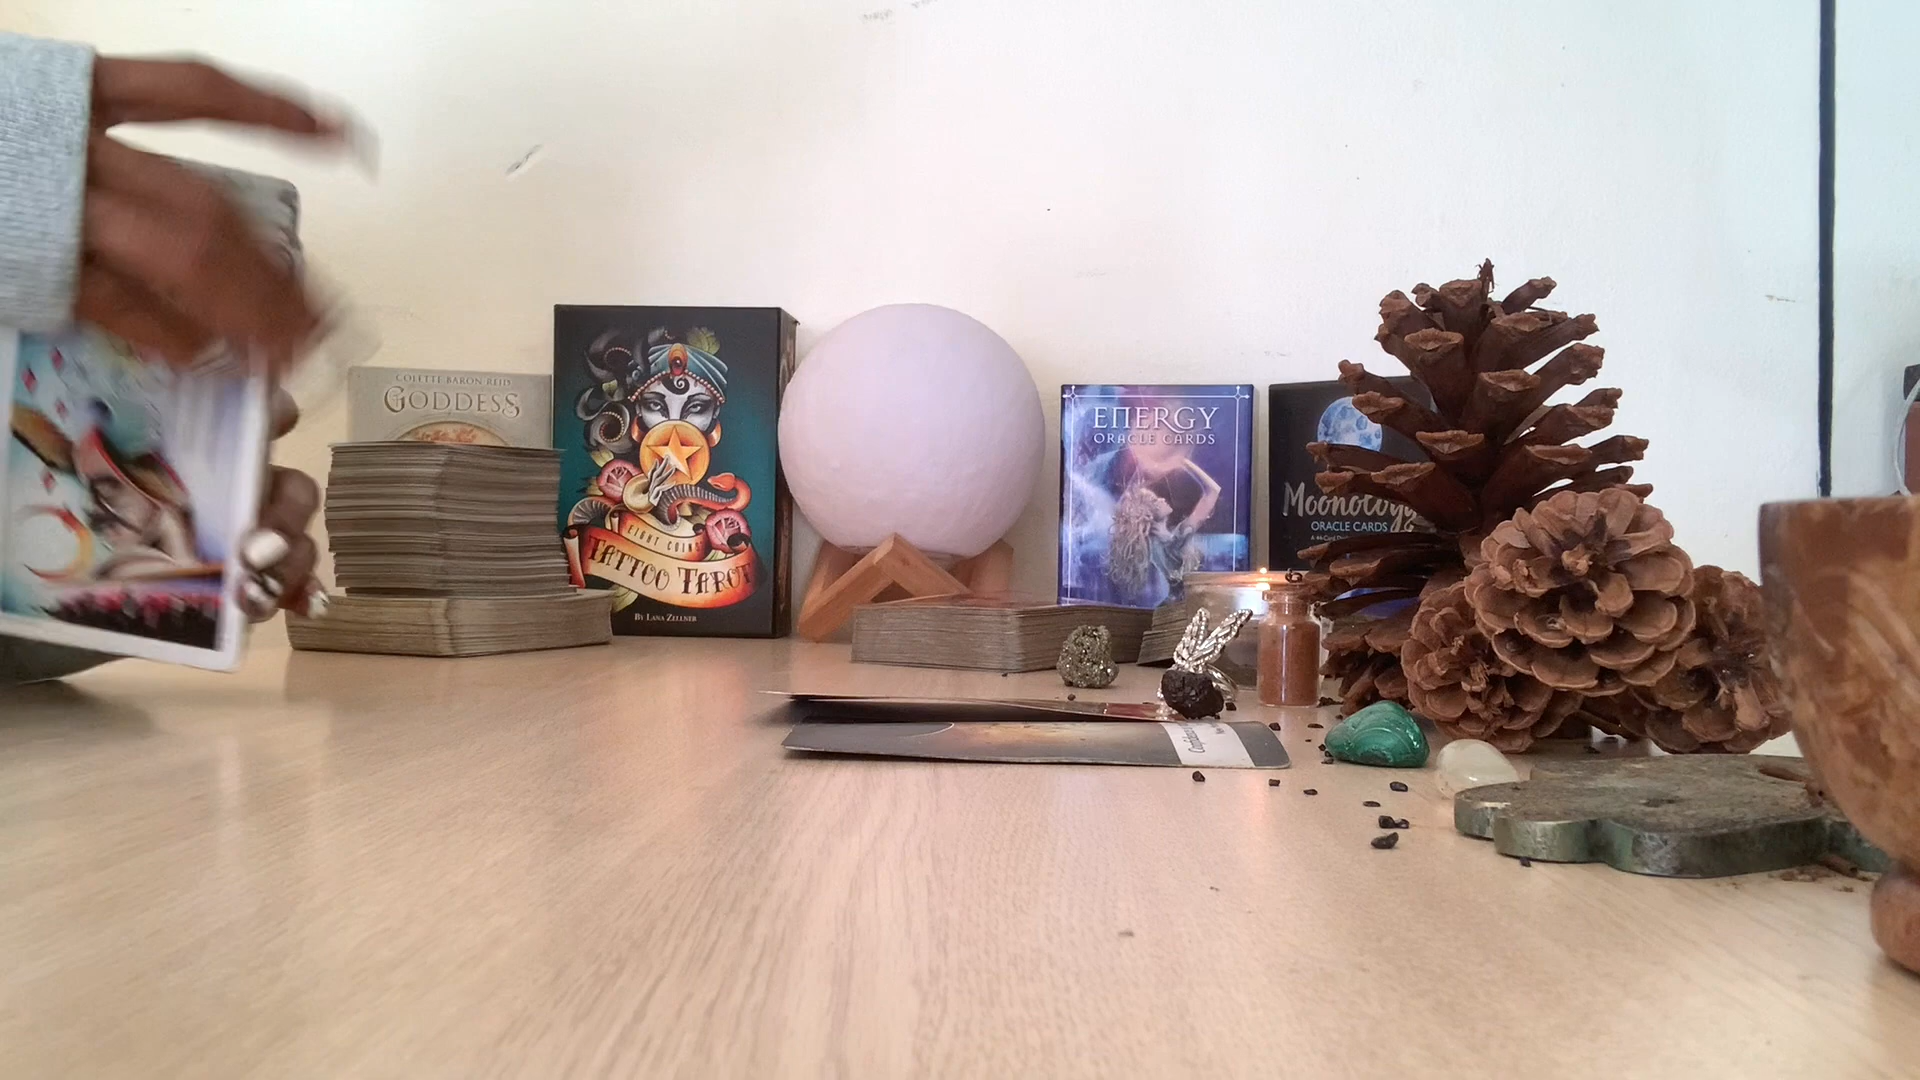 COLETTE BARON REID
GODDESS
EIGHT COINS'
TATTOO TAROT
BY LANA ZELLNER
ENERGY
ORACLE CARDS
Moonology
ORACLE CARDS